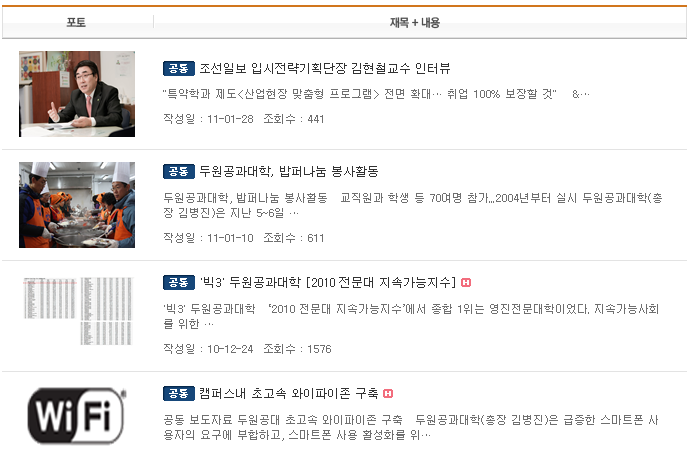 포토
제목 + 내용
공통 조선일보 입시전략기획단장 김현철교수 인터뷰
"특약학과 제도<산업현장 맞춤형 프로그램> 전면 확대… 취업 100% 보장할 것" &…
작성일 : 11-01-28 조회수 : 441
공통 두원공과대학, 밥퍼나눔 봉사활동
두원공과대학, 밥퍼나눔 봉사활동 교직원과 학생 등 70여명 참가...2004년부터 실시 두원공과대학(총
장 김병진)은 지난 5~6일 …
작성일 : 11-01-10 조회수 : 611
공통 '빅3' 두원공과대학 [2010 전문대 지속가능지수] H
'빅3' 두원공과대학 '2010 전문대 지속가능지수'에서 종합 1위는 영진전문대학이었다. 지속가능사회
를 위한 …
작성일 : 10-12-24 조회수 : 1576
공통 캠퍼스내 초고속 와이파이존 구축 H
Wi Fi
공통 보도자료 두원공대 초고속 와이파이존 구축 두원공과대학(총장 김병진)은 급증한 스마트폰 사
용자의 요구에 부합하고, 스마트폰 사용 활성화를 위…